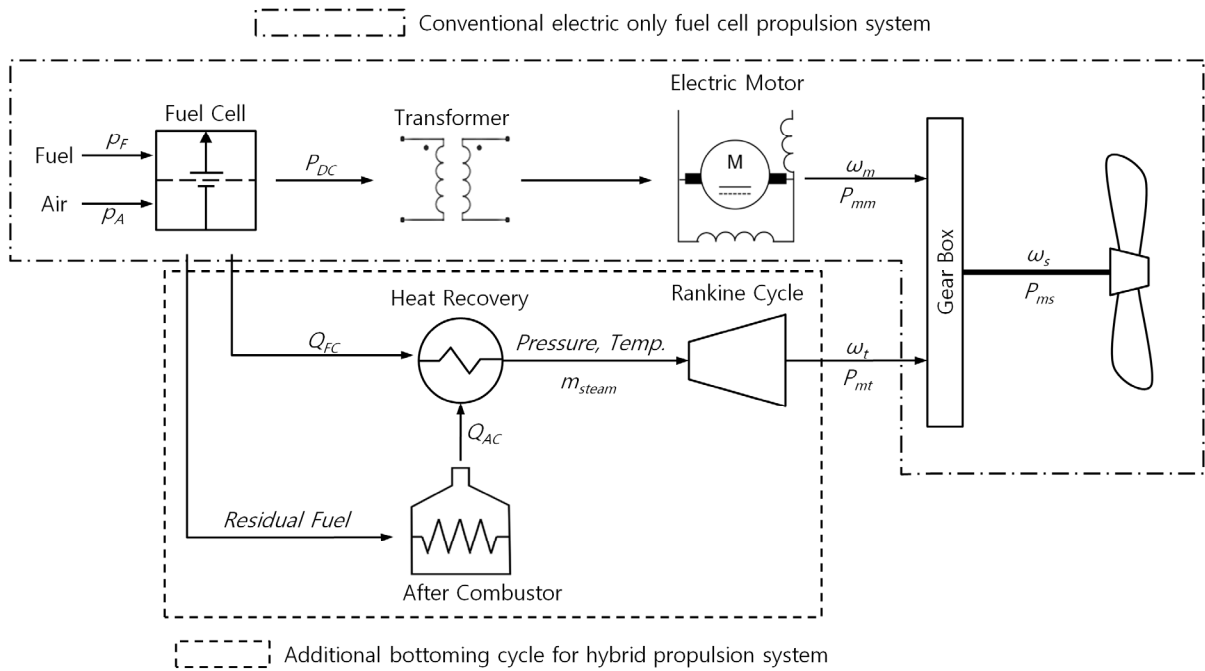 Conventional electric only fuel cell propulsion system
Electric Motor
Fuel Cell
Transformer
Fuel
p_F
Air
p_A
P_DC
M
ω_m
P_mm
Gear Box
ω_s
P_ms
Heat Recovery
Rankine Cycle
Q_FC
Pressure, Temp.
m_steam
ω_t
P_mt
Q_AC
Residual Fuel
After Combustor
Additional bottoming cycle for hybrid propulsion system